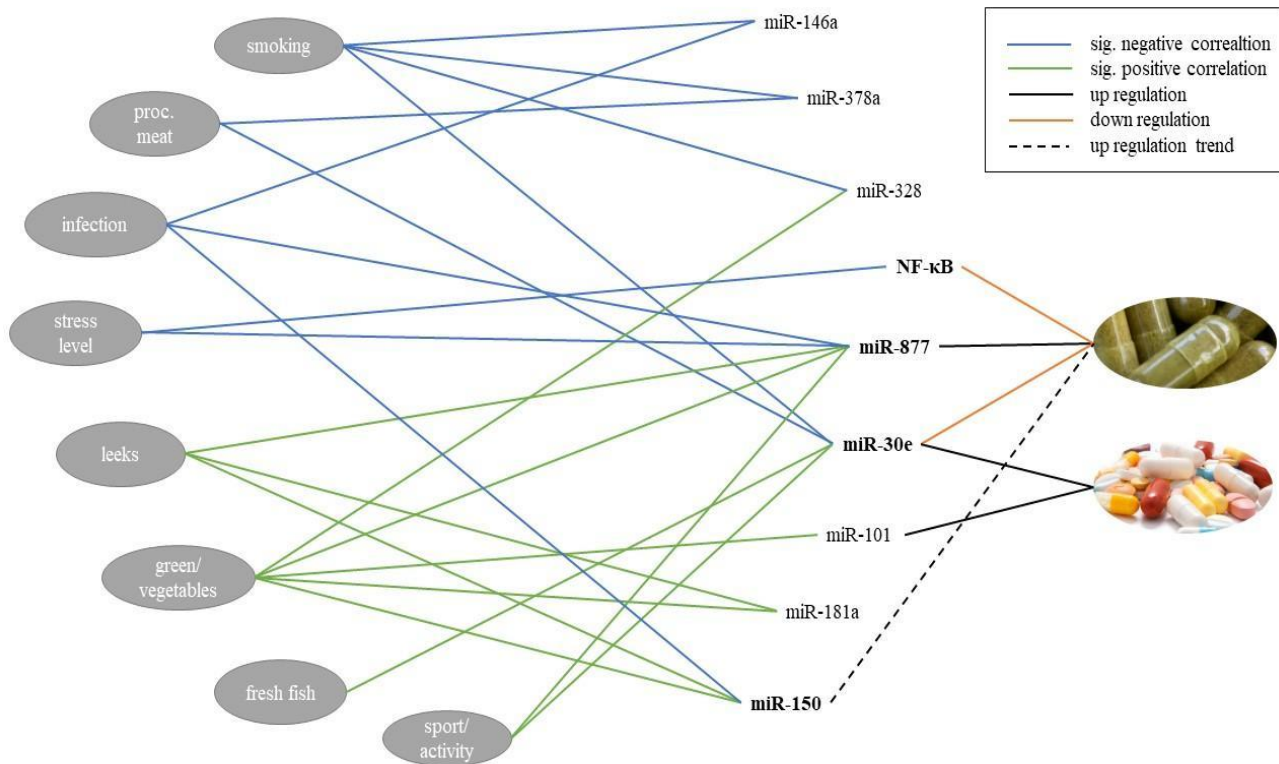 smoking
proc.
meat
infection
stress
level
leeks
green/
vegetables
fresh fish
sport/
activity
miR-146a
miR-378a
miR-328
NF-κB
miR-877
miR-30e
miR-101
miR-181a
miR-150
sig. negative correaltion
sig. positive correlation
up regulation
down regulation
up regulation trend